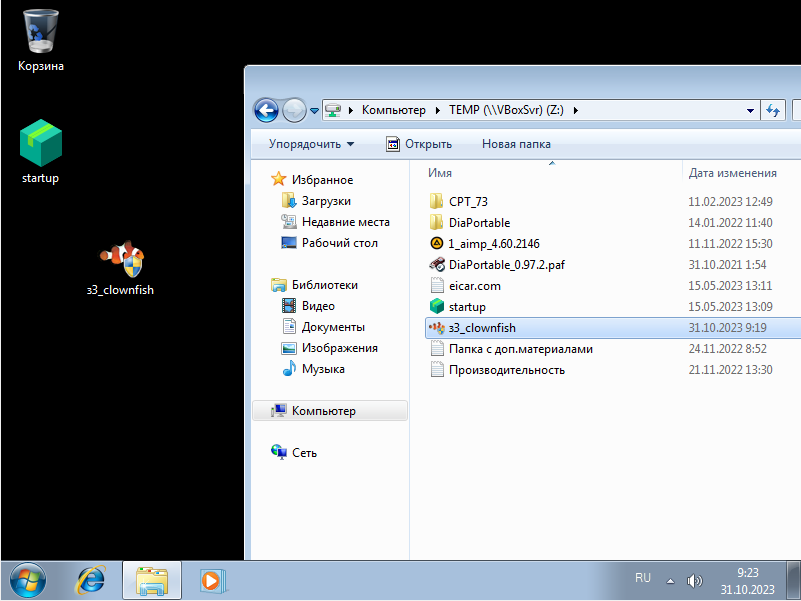 Корзина
startup
з3_clownfish
Компьютер TEMP (\\VBoxSvr) (Z:)
Упорядочить Открыть Новая папка
Избранное
Загрузки
Недавние места
Рабочий стол
Библиотеки
Видео
Документы
Изображения
Музыка
Компьютер
Сеть
Имя Дата изменения
CPT_73 11.02.2023 12:49
DiaPortable 14.01.2022 11:40
1_aimp_4.60.2146 11.11.2022 15:30
DiaPortable_0.97.2.paf 31.10.2021 1:54
eicar.com 15.05.2023 13:11
startup 15.05.2023 13:09
з3_clownfish 31.10.2023 9:19
Папка с доп.материалами 24.11.2022 8:52
Производительность 21.11.2022 13:30
RU
9:23
31.10.2023